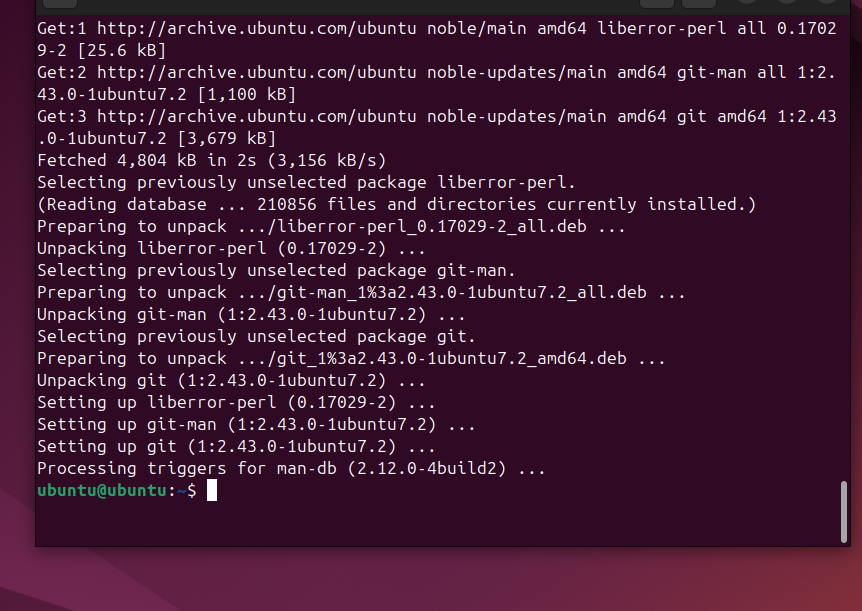 Get:1 http://archive.ubuntu.com/ubuntu noble/main amd64 liberror-perl all 0.1702
9-2 [25.6 kB]
Get:2 http://archive.ubuntu.com/ubuntu noble-updates/main amd64 git-man all 1:2.
43.0-1ubuntu7.2 [1,100 kB]
Get:3 http://archive.ubuntu.com/ubuntu noble-updates/main amd64 git amd64 1:2.43
.0-1ubuntu7.2 [3,679 kB]
Fetched 4,804 kB in 2s (3,156 kB/s)
Selecting previously unselected package liberror-perl.
(Reading database ... 210856 files and directories currently installed.)
Preparing to unpack .../liberror-perl_0.17029-2_all.deb ...
Unpacking liberror-perl (0.17029-2) ...
Selecting previously unselected package git-man.
Preparing to unpack .../git-man_1%3a2.43.0-1ubuntu7.2_all.deb ...
Unpacking git-man (1:2.43.0-1ubuntu7.2) ...
Selecting previously unselected package git.
Preparing to unpack .../git_1%3a2.43.0-1ubuntu7.2_amd64.deb ...
Unpacking git (1:2.43.0-1ubuntu7.2) ...
Setting up liberror-perl (0.17029-2) ...
Setting up git-man (1:2.43.0-1ubuntu7.2) ...
Setting up git (1:2.43.0-1ubuntu7.2) ...
Processing triggers for man-db (2.12.0-4build2) ...
ubuntu@ubuntu:~$